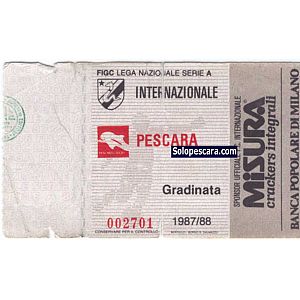 FIGC LEGA NAZIONALE SERIE A
INTERNAZIONALE
PESCARA
Solopescara.com
Gradinata
002701
1987/88
CONSERVARE PER IL CONTROLLO
SPONSOR UFFICIALE F.C. INTERNAZIONALE
MISURA
crackers integrali
BANCA POPOLARE DI MILANO